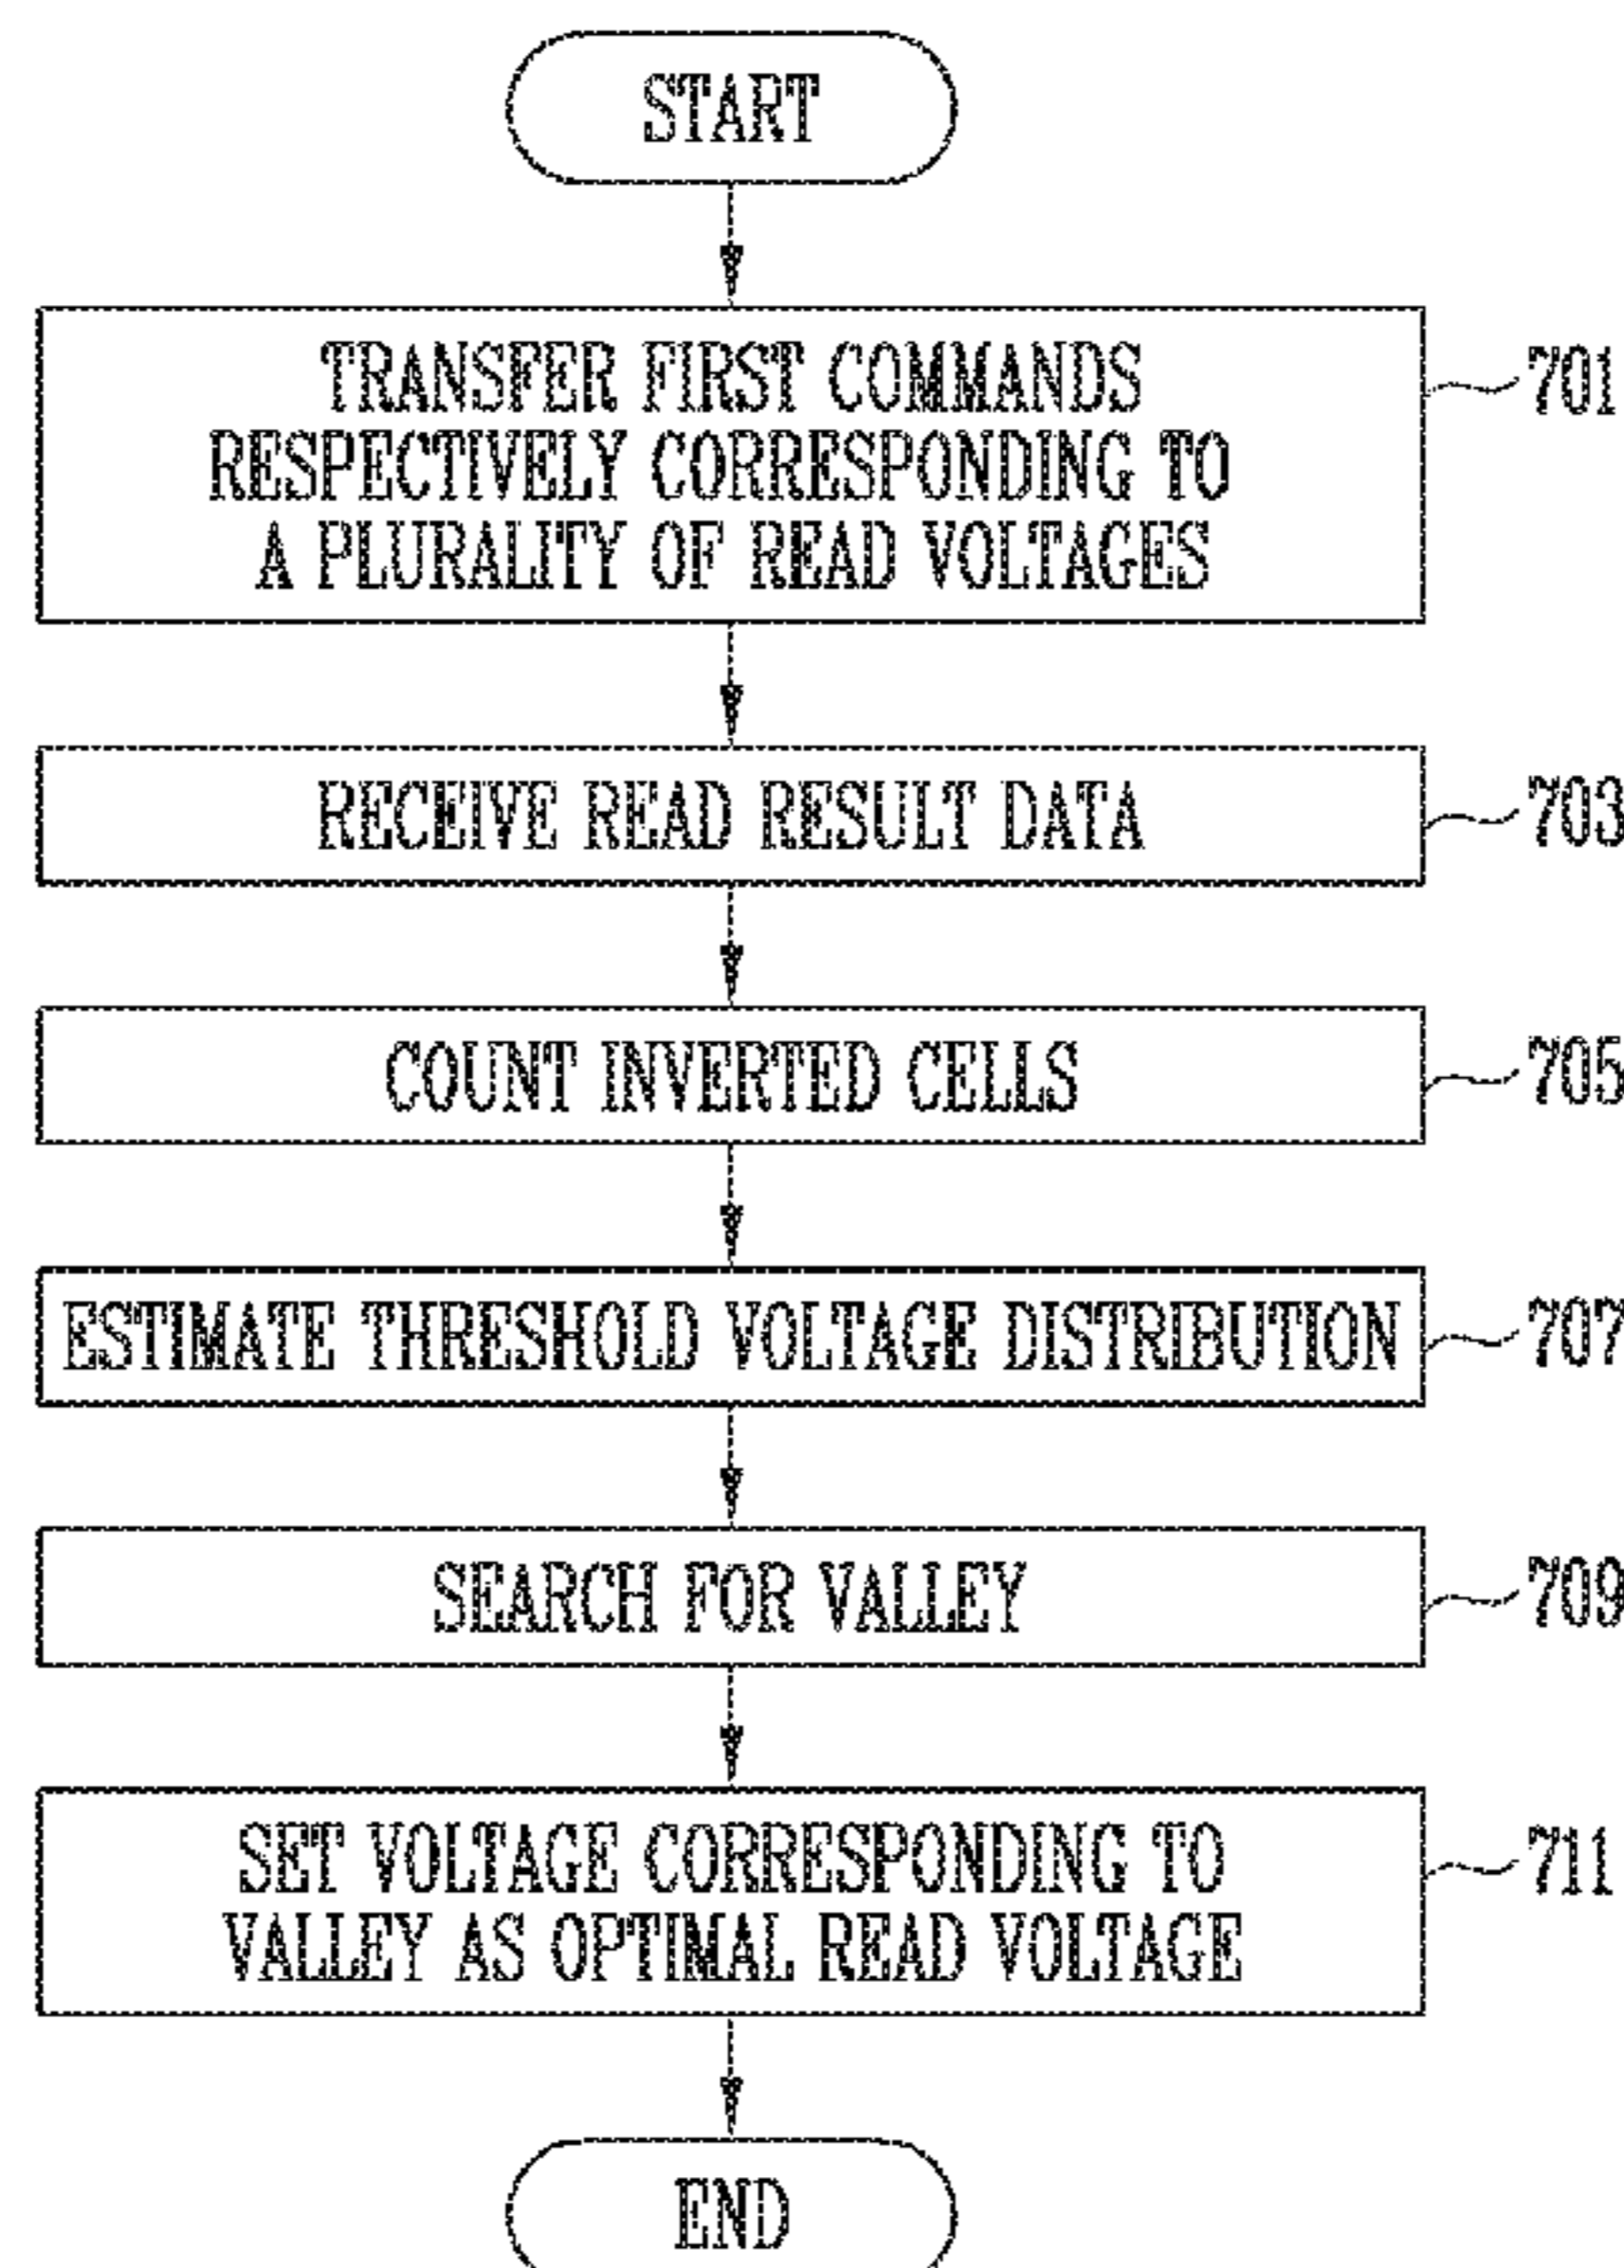 START
TRANSFER FIRST COMMANDS
RESPECTIVELY CORRESPONDING TO
A PLURALITY OF READ VOLTAGES
701
RECEIVE READ RESULT DATA
703
COUNT INVERTED CELLS
705
ESTIMATE THRESHOLD VOLTAGE DISTRIBUTION
707
SEARCH FOR VALLEY
709
SET VOLTAGE CORRESPONDING TO
VALLEY AS OPTIMAL READ VOLTAGE
711
END